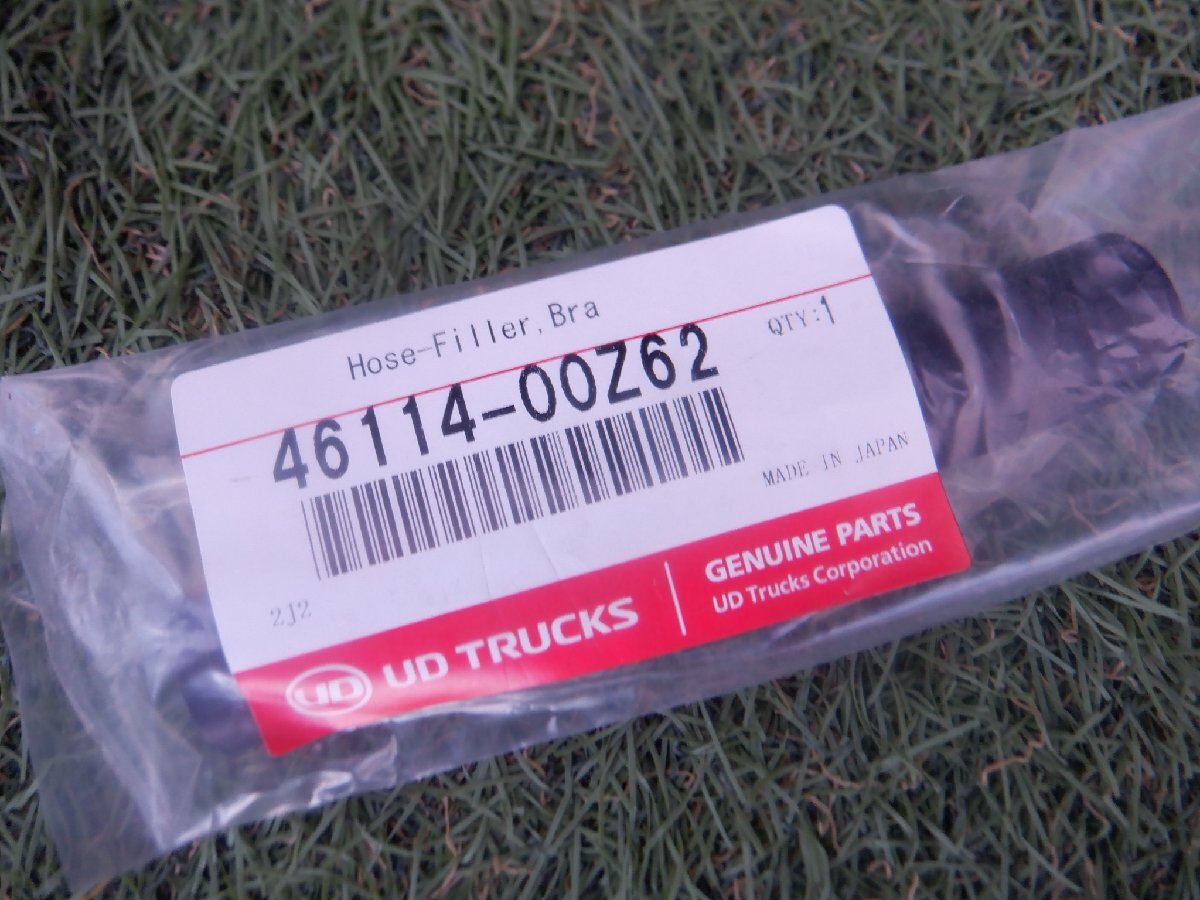 Hose-Filler, Bra
46114-00Z62
QTY:1
MADE IN JAPAN
2J2
UD UD TRUCKS
GENUINE PARTS
UD Trucks Corporation